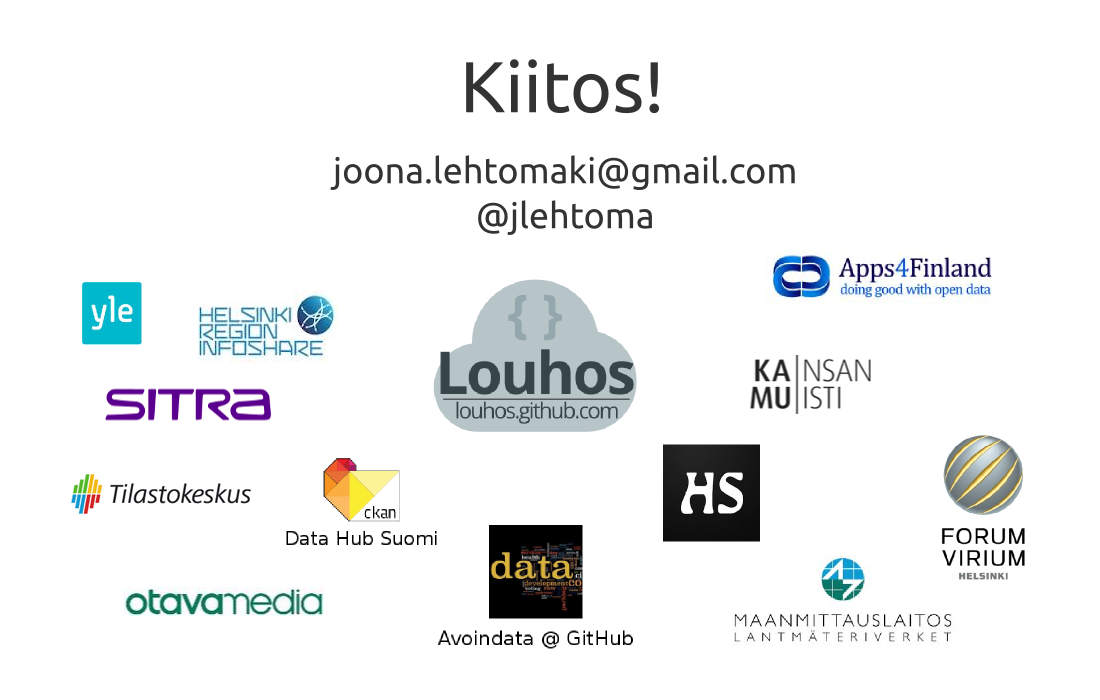 Kiitos!
joona.lehtomaki@gmail.com
@jlehtoma
Apps4Finland
doing good with open data
yle
HELSINKI
REGION
INFOSHARE
{ }
Louhos
louhos.github.com
SITRA
KA|NSAN
MU|ISTI
Tilastokeskus
ckan
Data Hub Suomi
HS
FORUM
VIRIUM
HELSINKI
data
development
Avoindata @ GitHub
otavamedia
MAANMITTAUSLAITOS
LANTMÄTERIVERKET